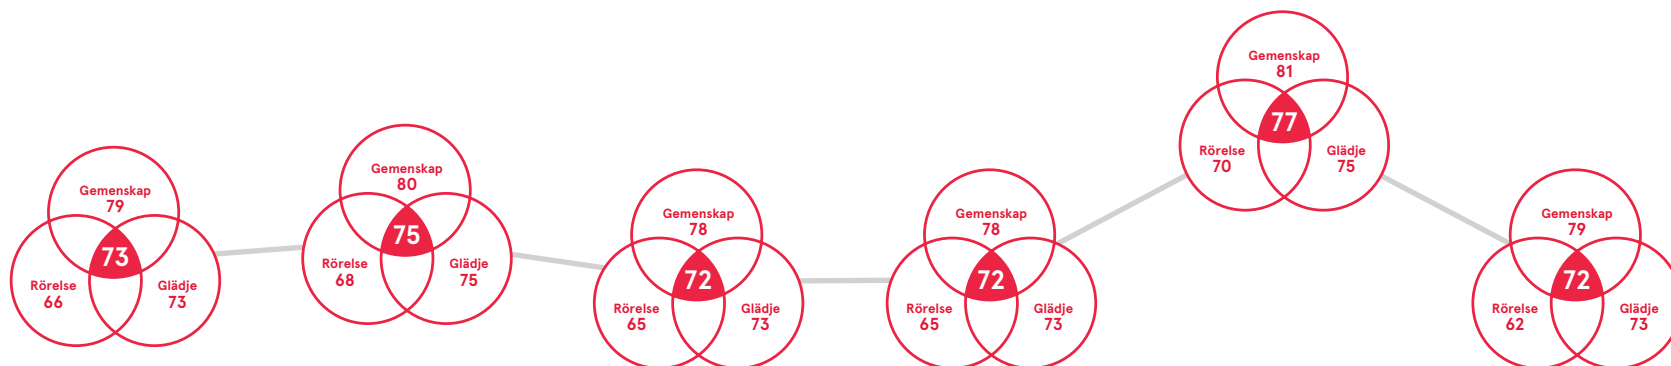 Gemenskap
79
73
Rörelse
66
Glädje
73
Gemenskap
80
75
Rörelse
68
Glädje
75
Gemenskap
78
72
Rörelse
65
Glädje
73
Gemenskap
78
72
Rörelse
65
Glädje
73
Gemenskap
81
77
Rörelse
70
Glädje
75
Gemenskap
79
72
Rörelse
62
Glädje
73